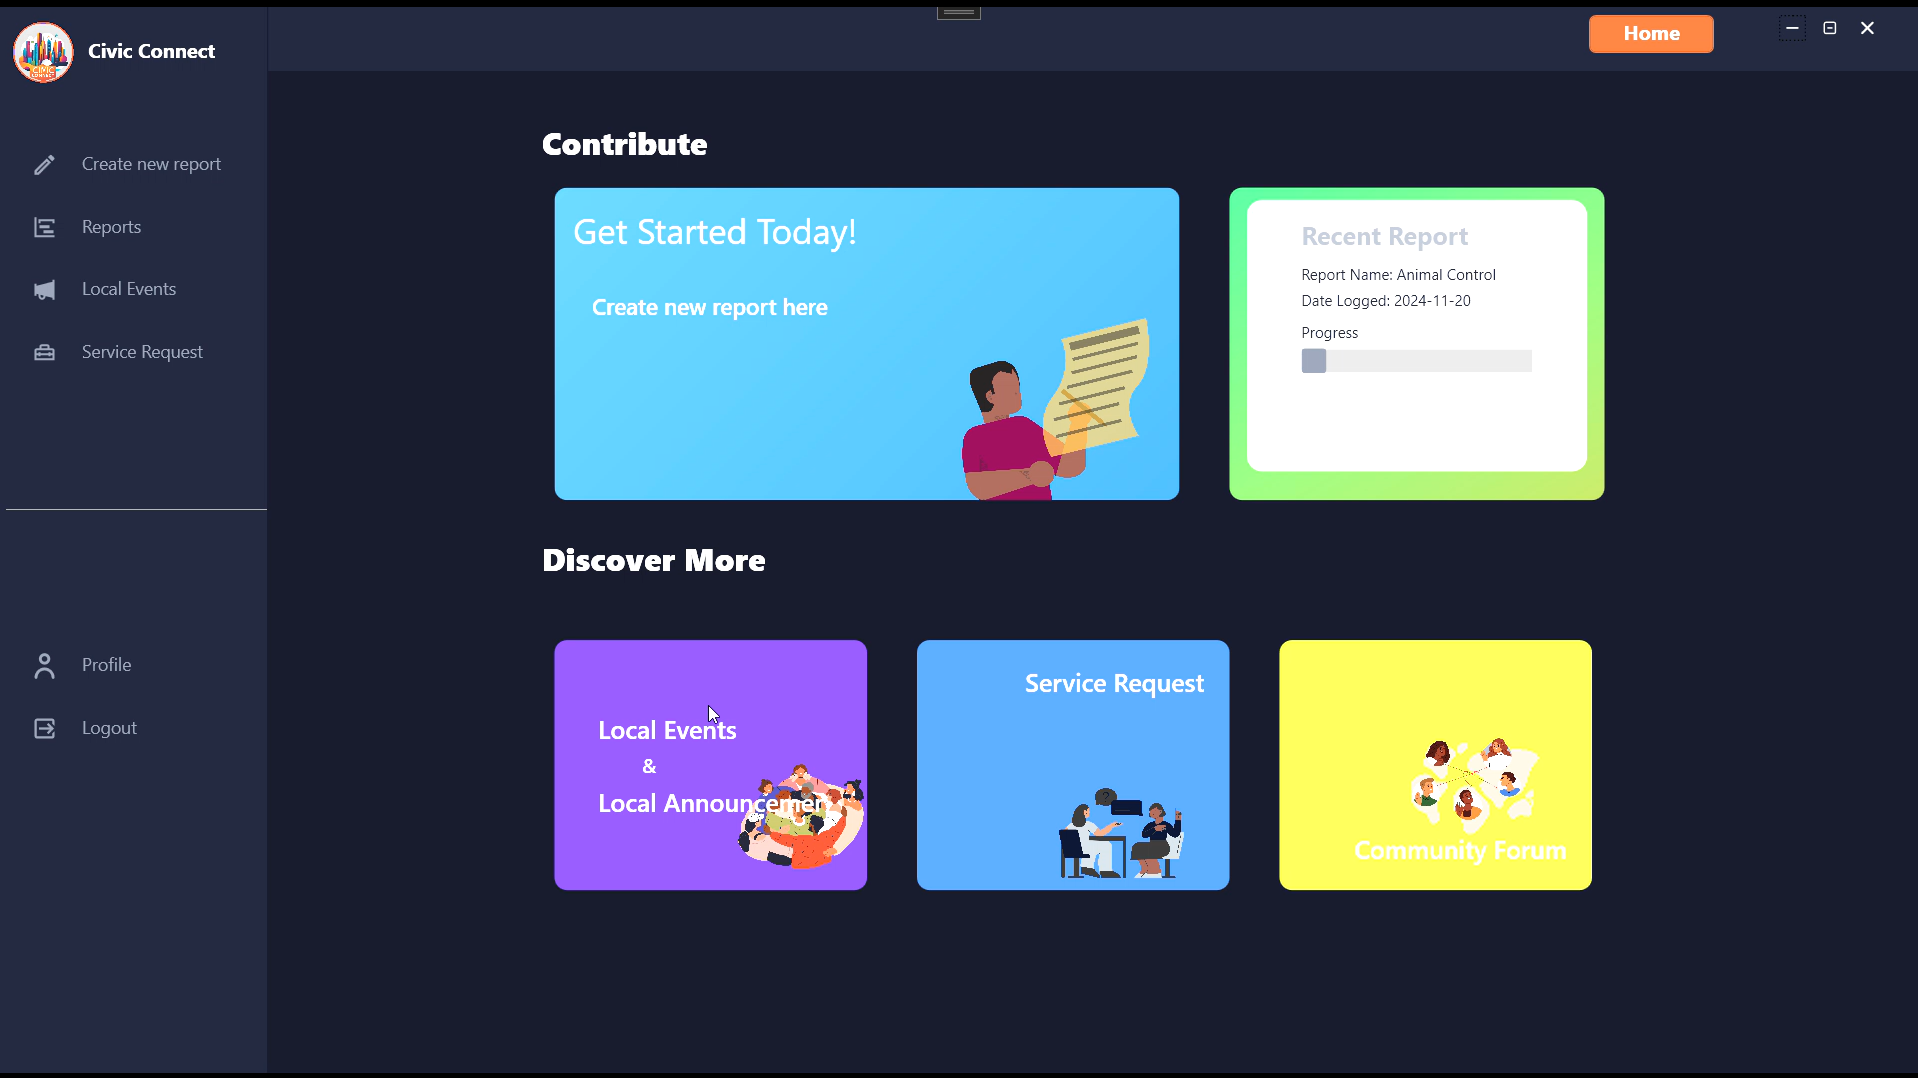 Civic Connect
Home
Create new report
Reports
Local Events
Service Request
Profile
Logout
Contribute
Get Started Today!
Create new report here
Recent Report
Report Name: Animal Control
Date Logged: 2024-11-20
Progress
Discover More
Local Events
&
Local Announcemen
Service Request
Community Forum
CIVIC
CONNECT